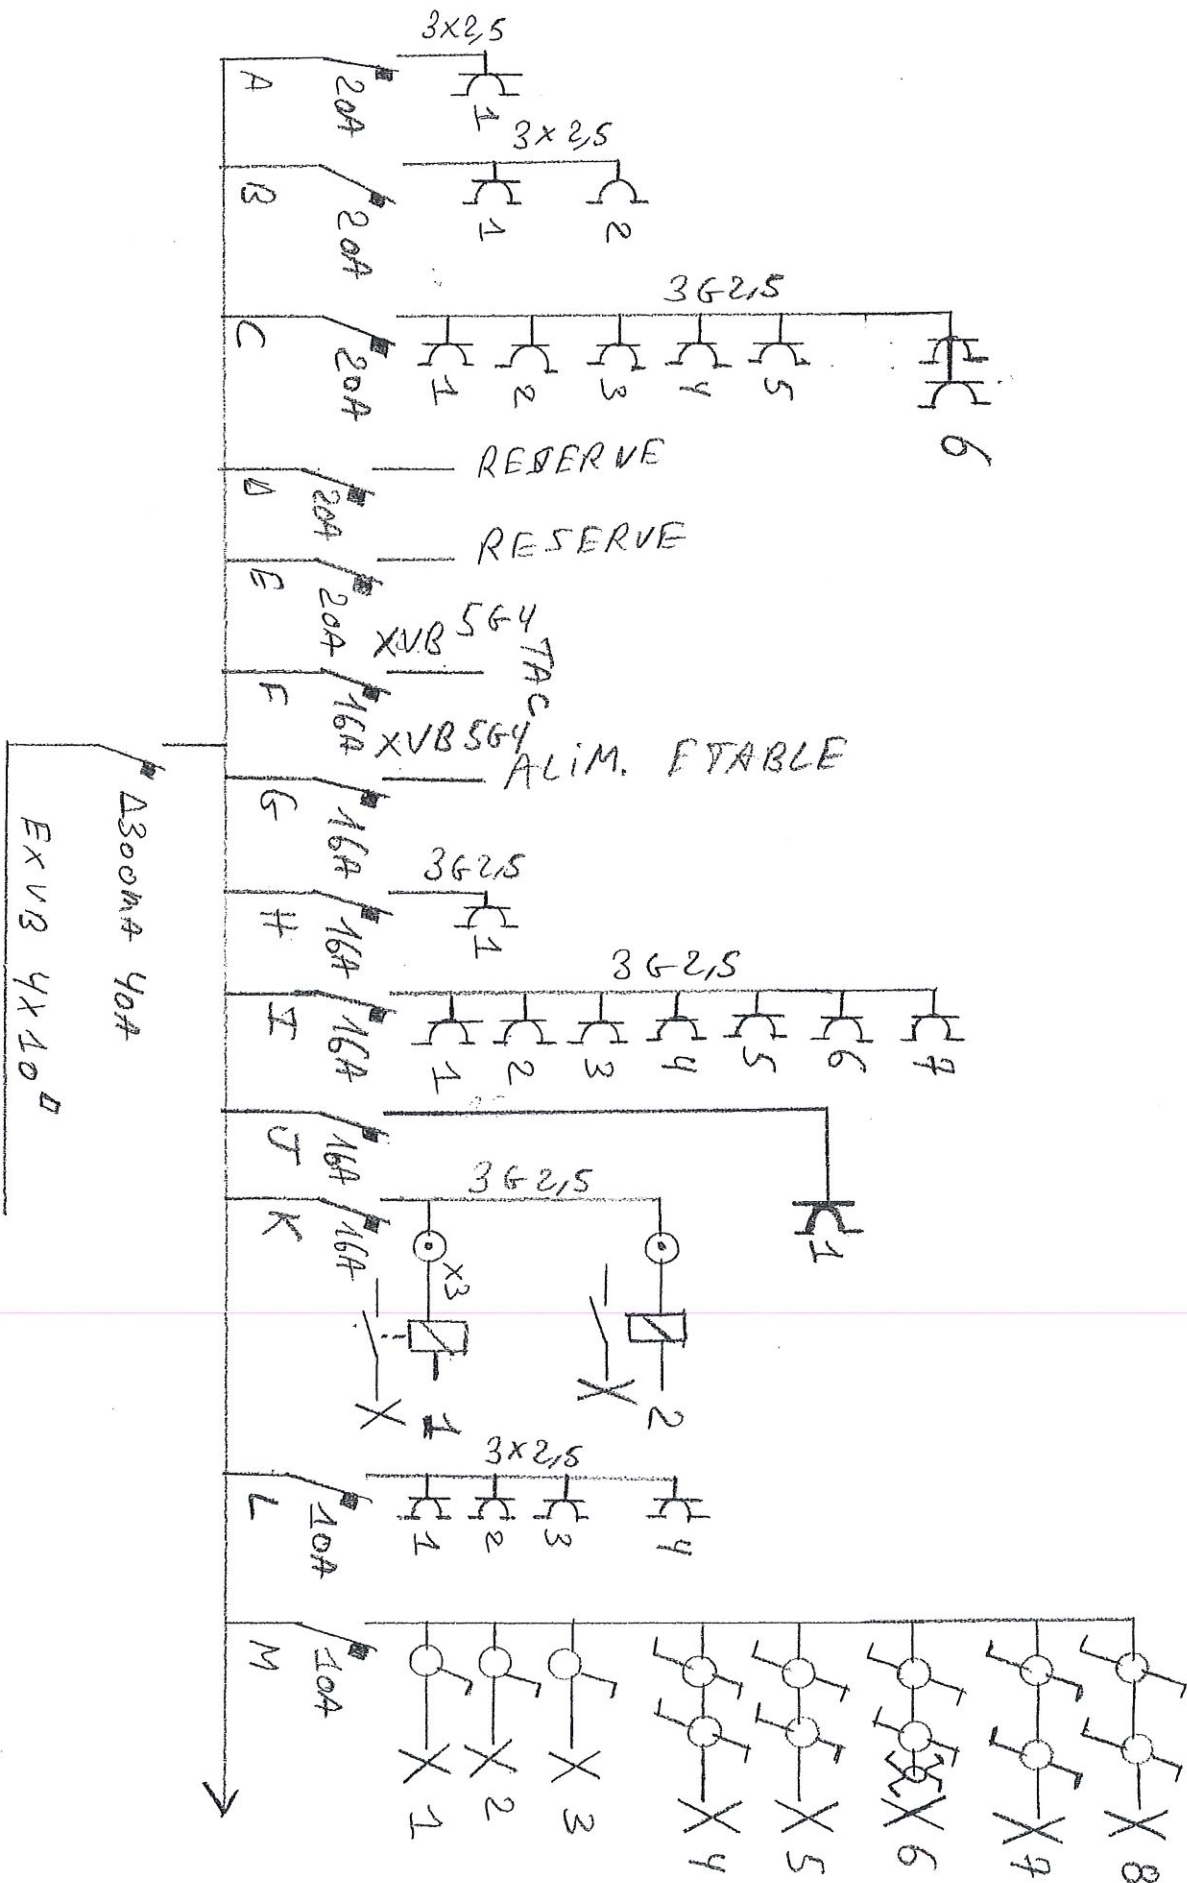 3x2,5
A
20A
1
3x2,5
B
20A
1
2
3G2,5
C
20A
1
2
3
4
5
6
D
20A
RESERVE
E
20A
RESERVE
F
16A
XVB 5G4
TAC
G
16A
XVB 5G4
ALiM. ETABLE
Δ300mA 40A
EXVB 4x10□
H
16A
3G2,5
1
I
16A
3G2,5
1
2
3
4
5
6
7
J
16A
1
K
16A
3G2,5
x3
1
2
L
10A
3x2,5
1
2
3
4
M
10A
1
2
3
4
5
6
7
8